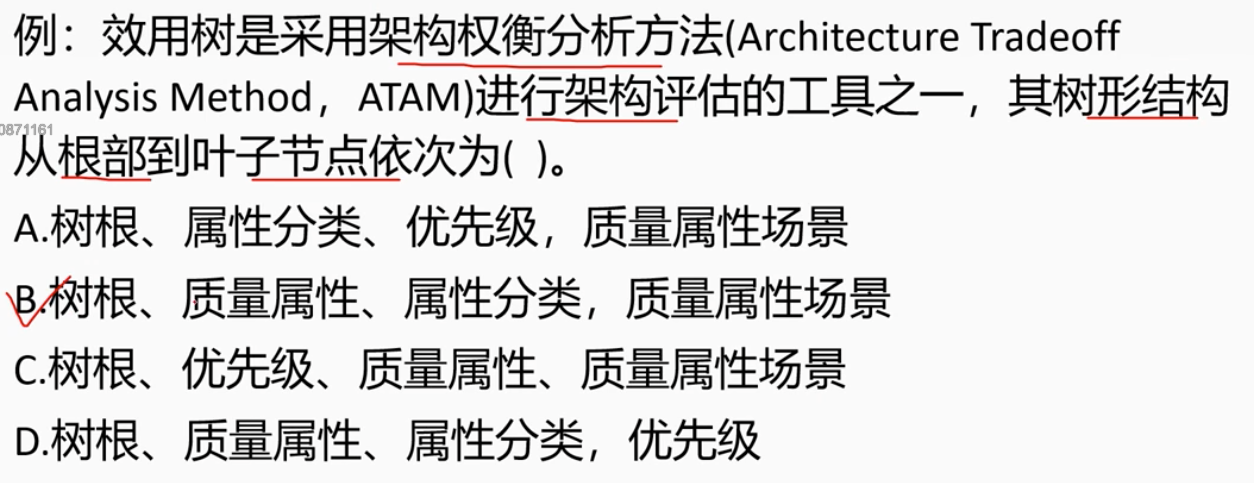 例：效用树是采用架构权衡分析方法(Architecture Tradeoff
Analysis Method，ATAM)进行架构评估的工具之一，其树形结构
0871161
从根部到叶子节点依次为( )。
A.树根、属性分类、优先级，质量属性场景
B.树根、质量属性、属性分类，质量属性场景
C.树根、优先级、质量属性、质量属性场景
D.树根、质量属性、属性分类，优先级